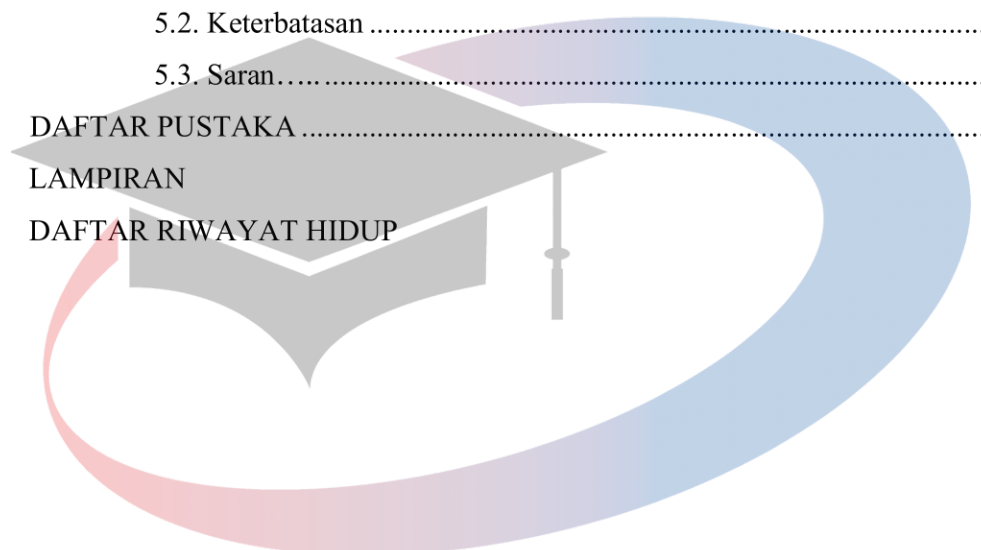 5.2. Keterbatasan ................................................................................
5.3. Saran……................................................................................
DAFTAR PUSTAKA ................................................................................
LAMPIRAN
DAFTAR RIWAYAT HIDUP